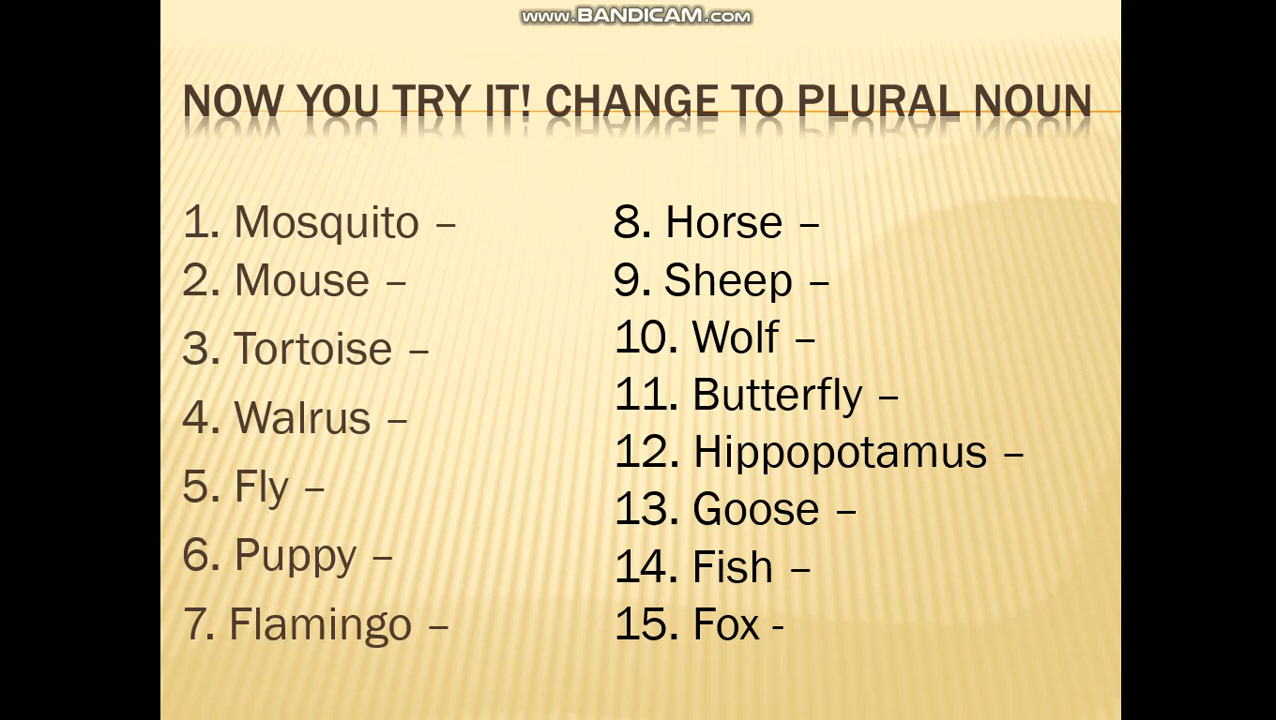 www.BANDICAM.com
NOW YOU TRY IT! CHANGE TO PLURAL NOUN
1. Mosquito –
2. Mouse –
3. Tortoise –
4. Walrus –
5. Fly –
6. Puppy –
7. Flamingo –
8. Horse –
9. Sheep –
10. Wolf –
11. Butterfly –
12. Hippopotamus –
13. Goose –
14. Fish –
15. Fox -